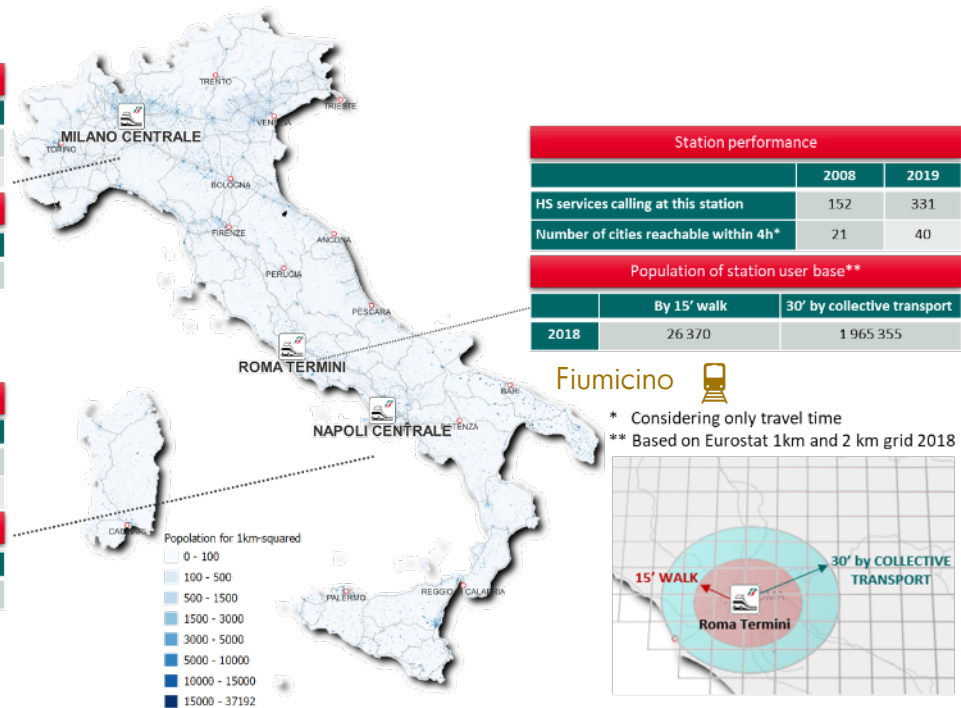 TRENTO
TRIESTE
MILANO CENTRALE
VENEZIA
TORINO
BOLOGNA
FIRENZE
ANCONA
PERUGIA
PESCARA
ROMA TERMINI
BARI
NAPOLI CENTRALE
POTENZA
CAGLIARI
PALERMO
REGGIO DI CALABRIA
Population for 1km-squared
0 - 100
100 - 500
500 - 1500
1500 - 3000
3000 - 5000
5000 - 10000
10000 - 15000
15000 - 37192
Station performance
2008 2019
HS services calling at this station 152 331
Number of cities reachable within 4h* 21 40
Population of station user base**
By 15' walk 30' by collective transport
2018 26 370 1 965 355
Fiumicino
* Considering only travel time
** Based on Eurostat 1km and 2 km grid 2018
15' WALK
30' by COLLECTIVE
TRANSPORT
Roma Termini